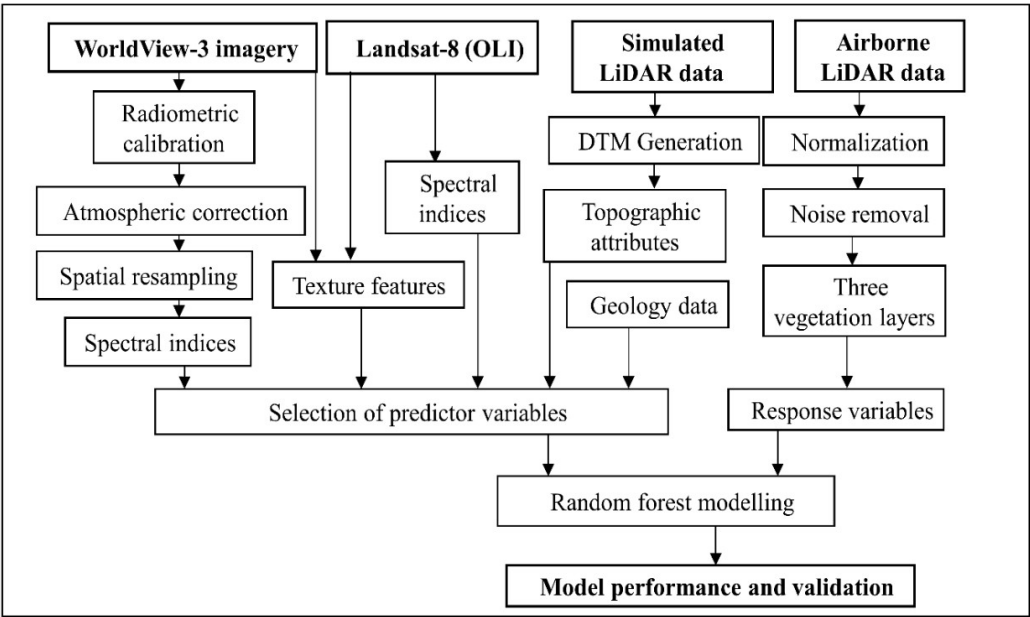 WorldView-3 imagery
Landsat-8 (OLI)
Simulated
LiDAR data
Airborne
LiDAR data
Radiometric
calibration
DTM Generation
Normalization
Atmospheric correction
Spectral
indices
Topographic
attributes
Noise removal
Spatial resampling
Texture features
Geology data
Three
vegetation layers
Spectral indices
Selection of predictor variables
Response variables
Random forest modelling
Model performance and validation